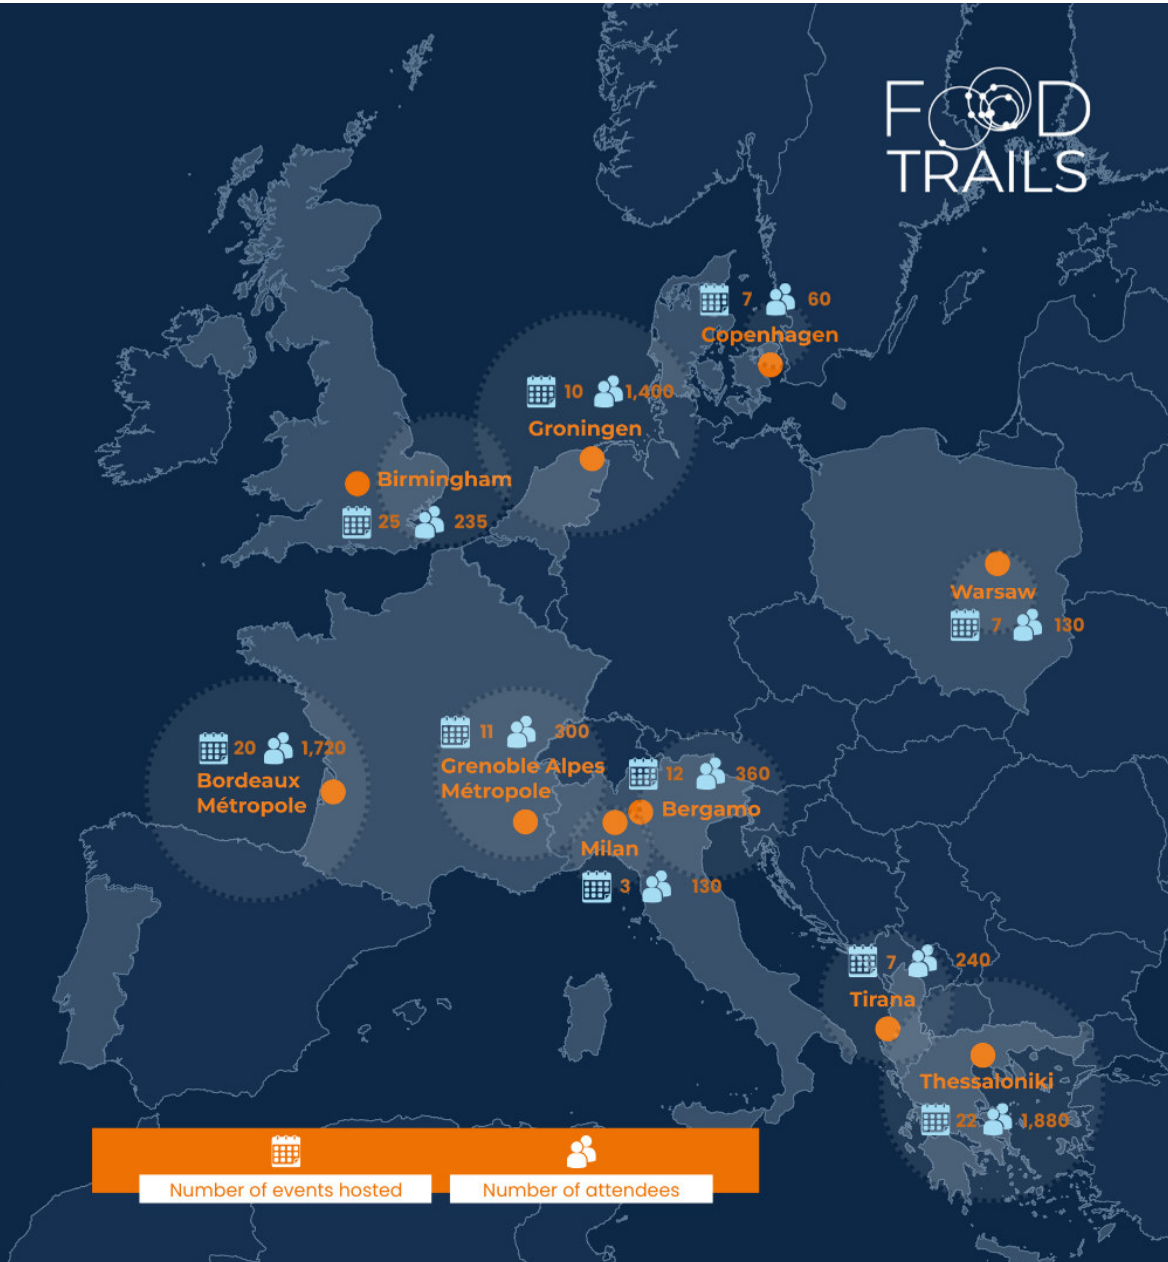 FOOD
TRAILS
7 60
Copenhagen
10 1,400
Groningen
Birmingham
25 235
Warsaw
7 130
20 1,720
Bordeaux
Métropole
11 300
Grenoble Alpes
Métropole
12 360
Bergamo
Milan
3 130
7 240
Tirana
Thessaloniki
22 1,880
Number of events hosted
Number of attendees